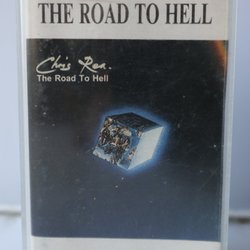 THE ROAD TO HELL
Chris Rea.
The Road To Hell